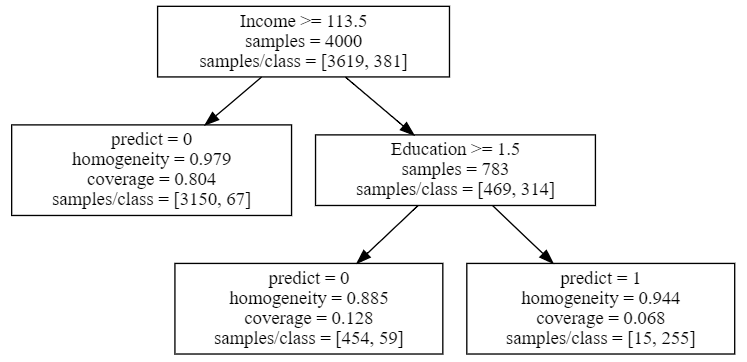 Income >= 113.5
samples = 4000
samples/class = [3619, 381]
predict = 0
homogeneity = 0.979
coverage = 0.804
samples/class = [3150, 67]
Education >= 1.5
samples = 783
samples/class = [469, 314]
predict = 0
homogeneity = 0.885
coverage = 0.128
samples/class = [454, 59]
predict = 1
homogeneity = 0.944
coverage = 0.068
samples/class = [15, 255]